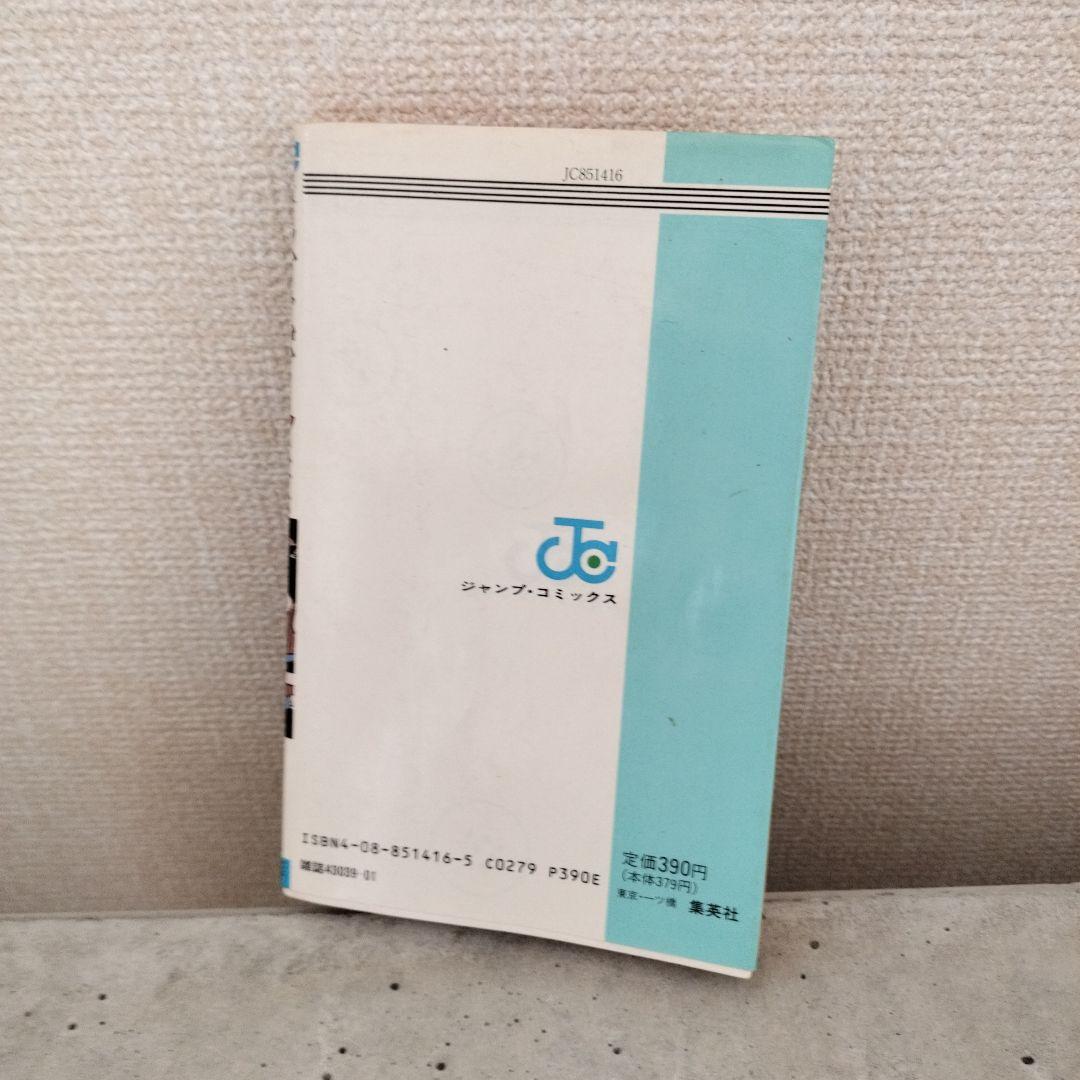 JC851416
JC
ジャンプ・コミックス
ISBN4-08-851416-5 C0279 P390E
雑誌43039-01
定価390円
(本体379円)
東京・一ツ橋 集英社